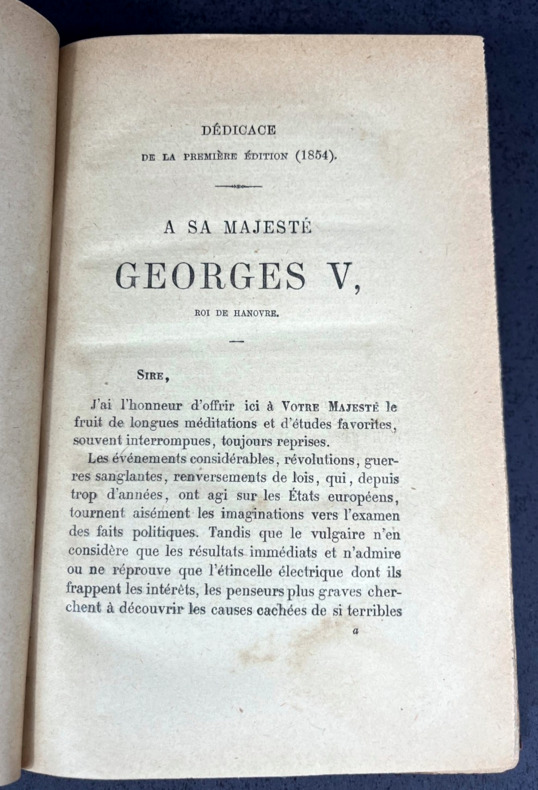 DÉDICACE
DE LA PREMIÈRE ÉDITION (1854).
A SA MAJESTÉ
GEORGES V,
ROI DE HANOVRE.
SIRE,
J'ai l'honneur d'offrir ici à VOTRE MAJESTÉ le
fruit de longues méditations et d'études favorites,
souvent interrompues, toujours reprises.
Les événements considérables, révolutions, guer-
res sanglantes, renversements de lois, qui, depuis
trop d'années, ont agi sur les États européens,
tournent aisément les imaginations vers l'examen
des faits politiques. Tandis que le vulgaire n'en
considère que les résultats immédiats et n'admire
ou ne réprouve que l'étincelle électrique dont ils
frappent les intérêts, les penseurs plus graves cher-
chent à découvrir les causes cachées de si terribles
a